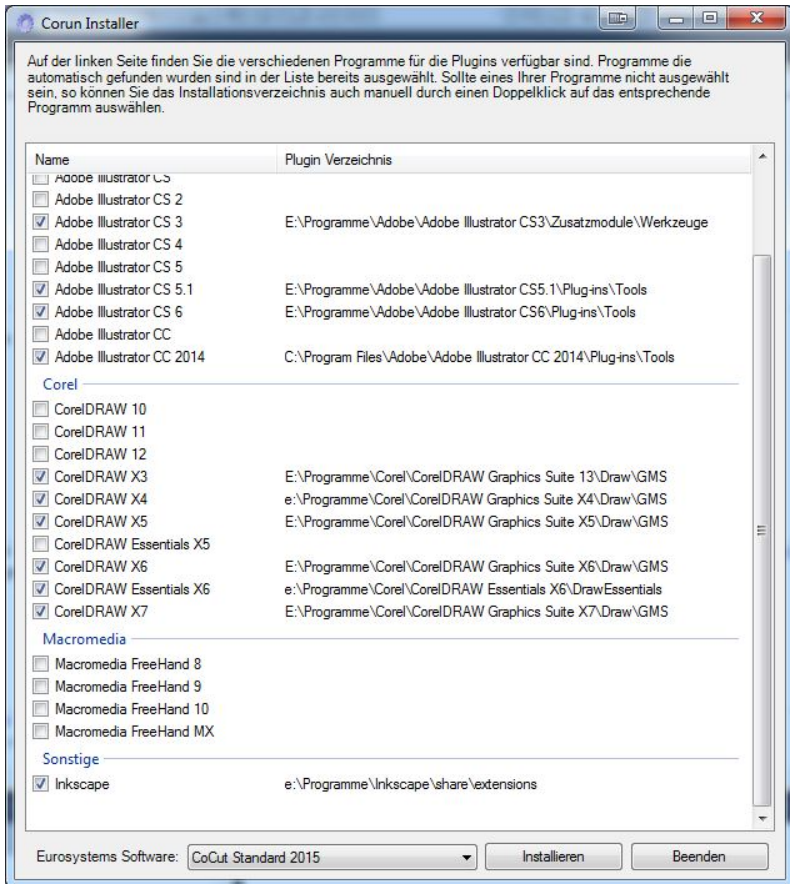 Corun Installer
Auf der linken Seite finden Sie die verschiedenen Programme für die Plugins verfügbar sind. Programme die
automatisch gefunden wurden sind in der Liste bereits ausgewählt. Sollte eines Ihrer Programme nicht ausgewählt
sein, so können Sie das Installationsverzeichnis auch manuell durch einen Doppelklick auf das entsprechende
Programm auswählen.
Name Plugin Verzeichnis
Adobe Illustrator CS
Adobe Illustrator CS 2
Adobe Illustrator CS 3 E:\Programme\Adobe\Adobe Illustrator CS3\Zusatzmodule\Werkzeuge
Adobe Illustrator CS 4
Adobe Illustrator CS 5
Adobe Illustrator CS 5.1 E:\Programme\Adobe\Adobe Illustrator CS5.1\Plug-ins\Tools
Adobe Illustrator CS 6 E:\Programme\Adobe\Adobe Illustrator CS6\Plug-ins\Tools
Adobe Illustrator CC
Adobe Illustrator CC 2014 C:\Program Files\Adobe\Adobe Illustrator CC 2014\Plug-ins\Tools
Corel
CorelDRAW 10
CorelDRAW 11
CorelDRAW 12
CorelDRAW X3 E:\Programme\Corel\CorelDRAW Graphics Suite 13\Draw\GMS
CorelDRAW X4 e:\Programme\Corel\CorelDRAW Graphics Suite X4\Draw\GMS
CorelDRAW X5 E:\Programme\Corel\CorelDRAW Graphics Suite X5\Draw\GMS
CorelDRAW Essentials X5
CorelDRAW X6 E:\Programme\Corel\CorelDRAW Graphics Suite X6\Draw\GMS
CorelDRAW Essentials X6 e:\Programme\Corel\CorelDRAW Essentials X6\DrawEssentials
CorelDRAW X7 E:\Programme\Corel\CorelDRAW Graphics Suite X7\Draw\GMS
Macromedia
Macromedia FreeHand 8
Macromedia FreeHand 9
Macromedia FreeHand 10
Macromedia FreeHand MX
Sonstige
Inkscape e:\Programme\Inkscape\share\extensions
Eurosystems Software: CoCut Standard 2015 Installieren Beenden